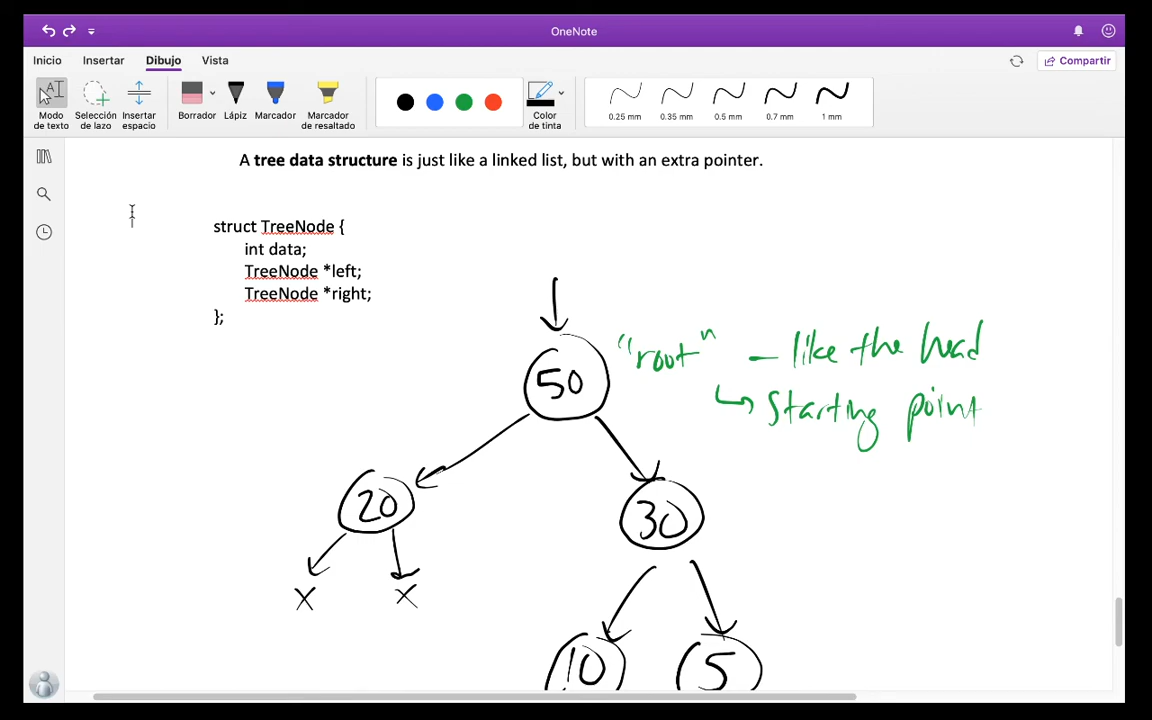 OneNote
Inicio Insertar Dibujo Vista
Compartir
Modo de texto
Selección de lazo
Insertar espacio
Borrador
Lápiz
Marcador
Marcador de resaltado
Color de tinta
0.25 mm 0.35 mm 0.5 mm 0.7 mm 1 mm
A tree data structure is just like a linked list, but with an extra pointer.
struct TreeNode {
int data;
TreeNode *left;
TreeNode *right;
};
50 "root" — like the head
↳ starting point
20 30
X X
10 5